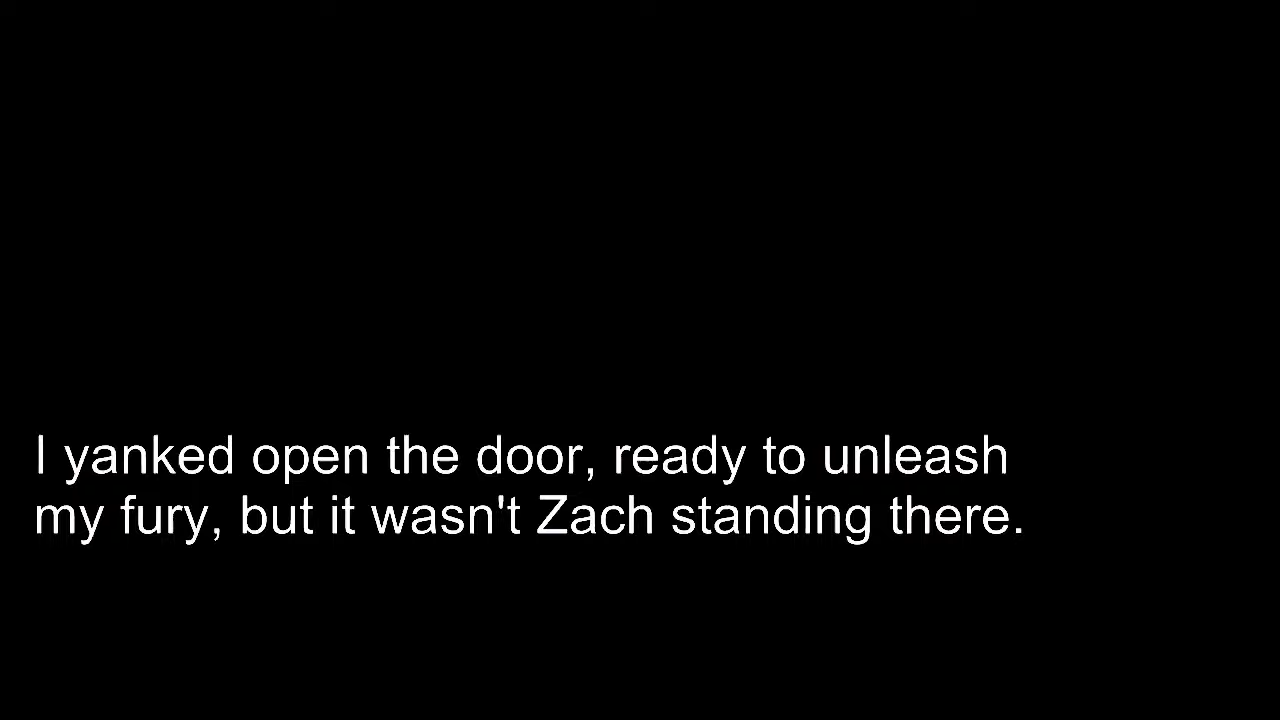 I yanked open the door, ready to unleash
my fury, but it wasn't Zach standing there.